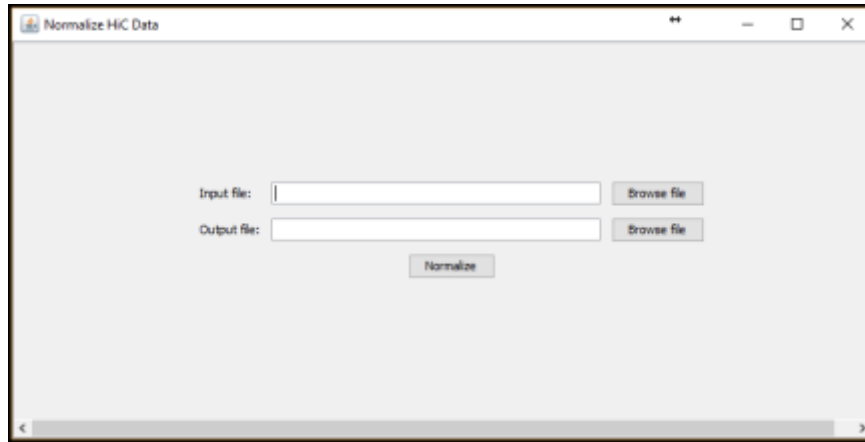 Normalize HiC Data
Input file: Browse file
Output file: Browse file
Normalize